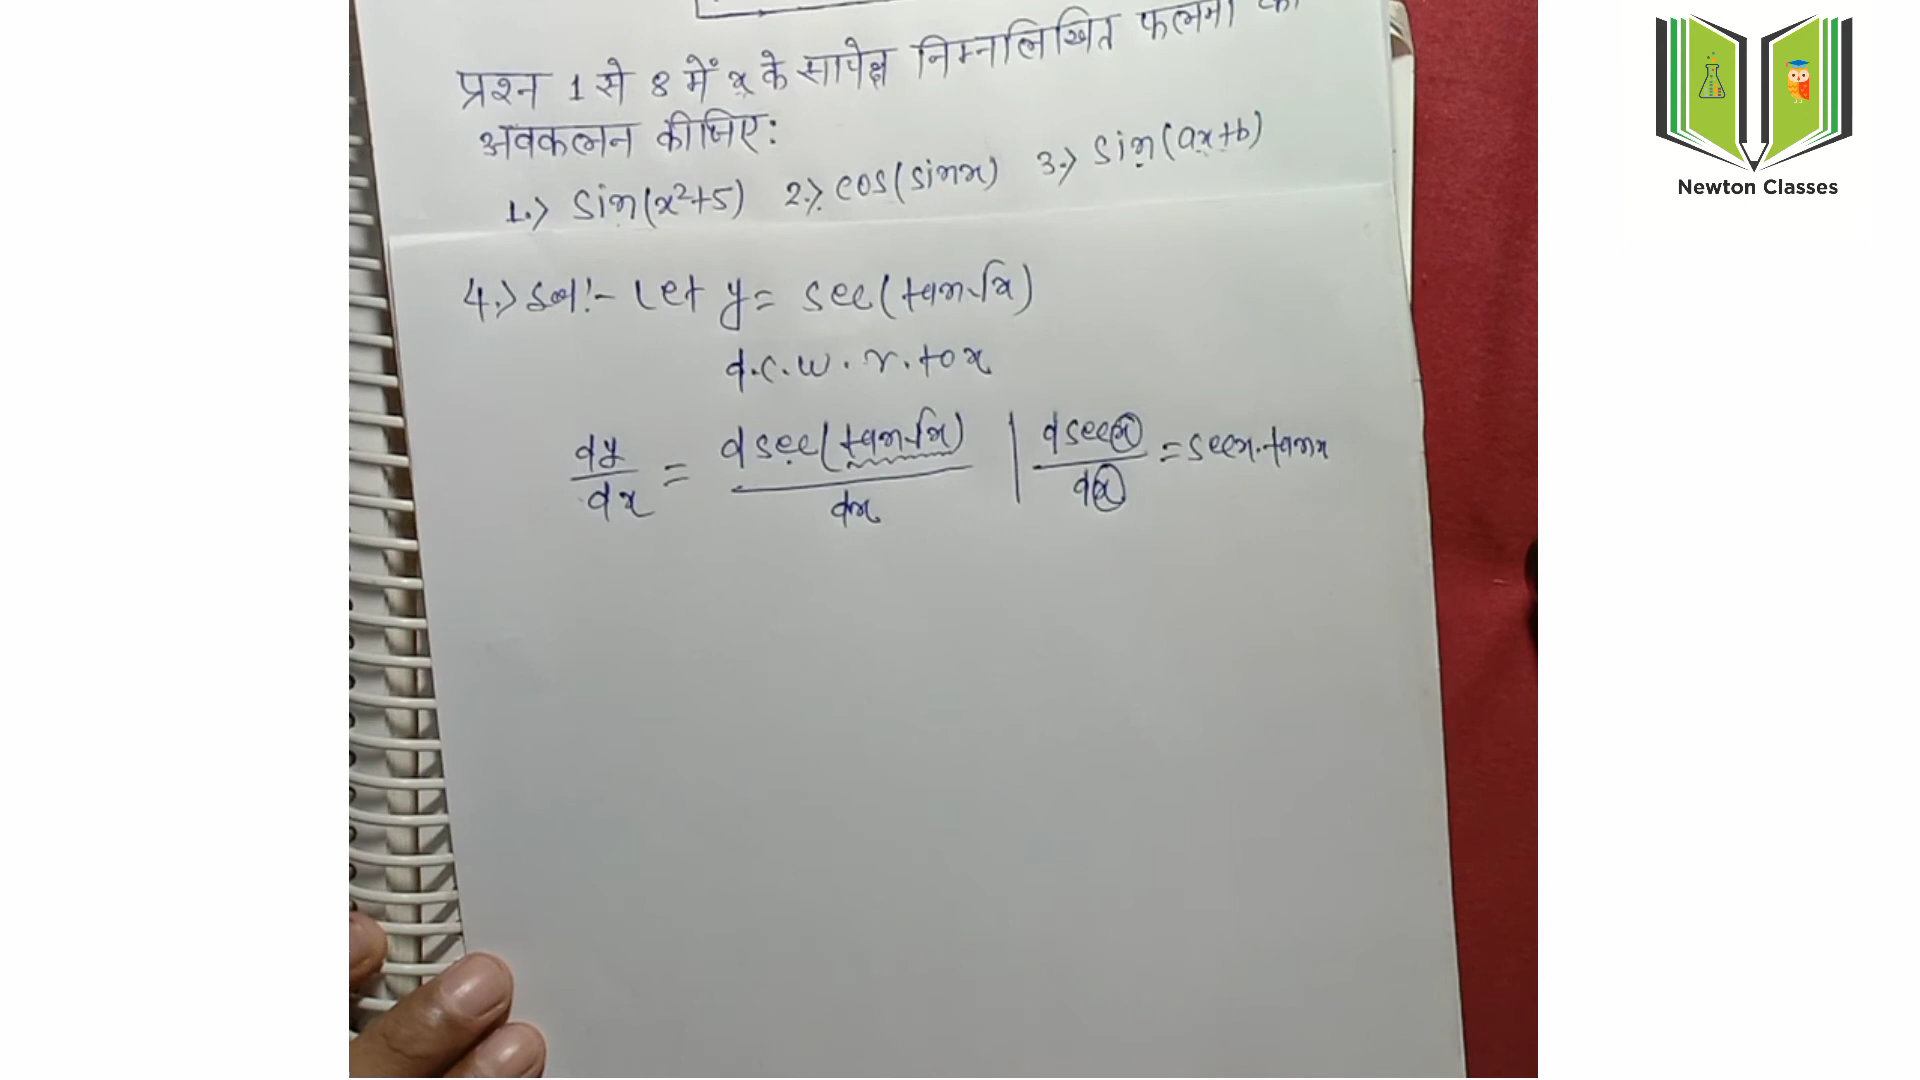 प्रश्न 1 से 8 में x के सापेक्ष निम्नलिखित फलनों का
अवकलन कीजिए:
1.> sin(x²+5) 2.> cos(sinx) 3.> sin(ax+b)
4.> Sol:- Let y = sec(tan√x)
d.c.w.r.to x
dy/dx = d sec(tan√x)/dx | d sec x/dx = secx.tanx
Newton Classes